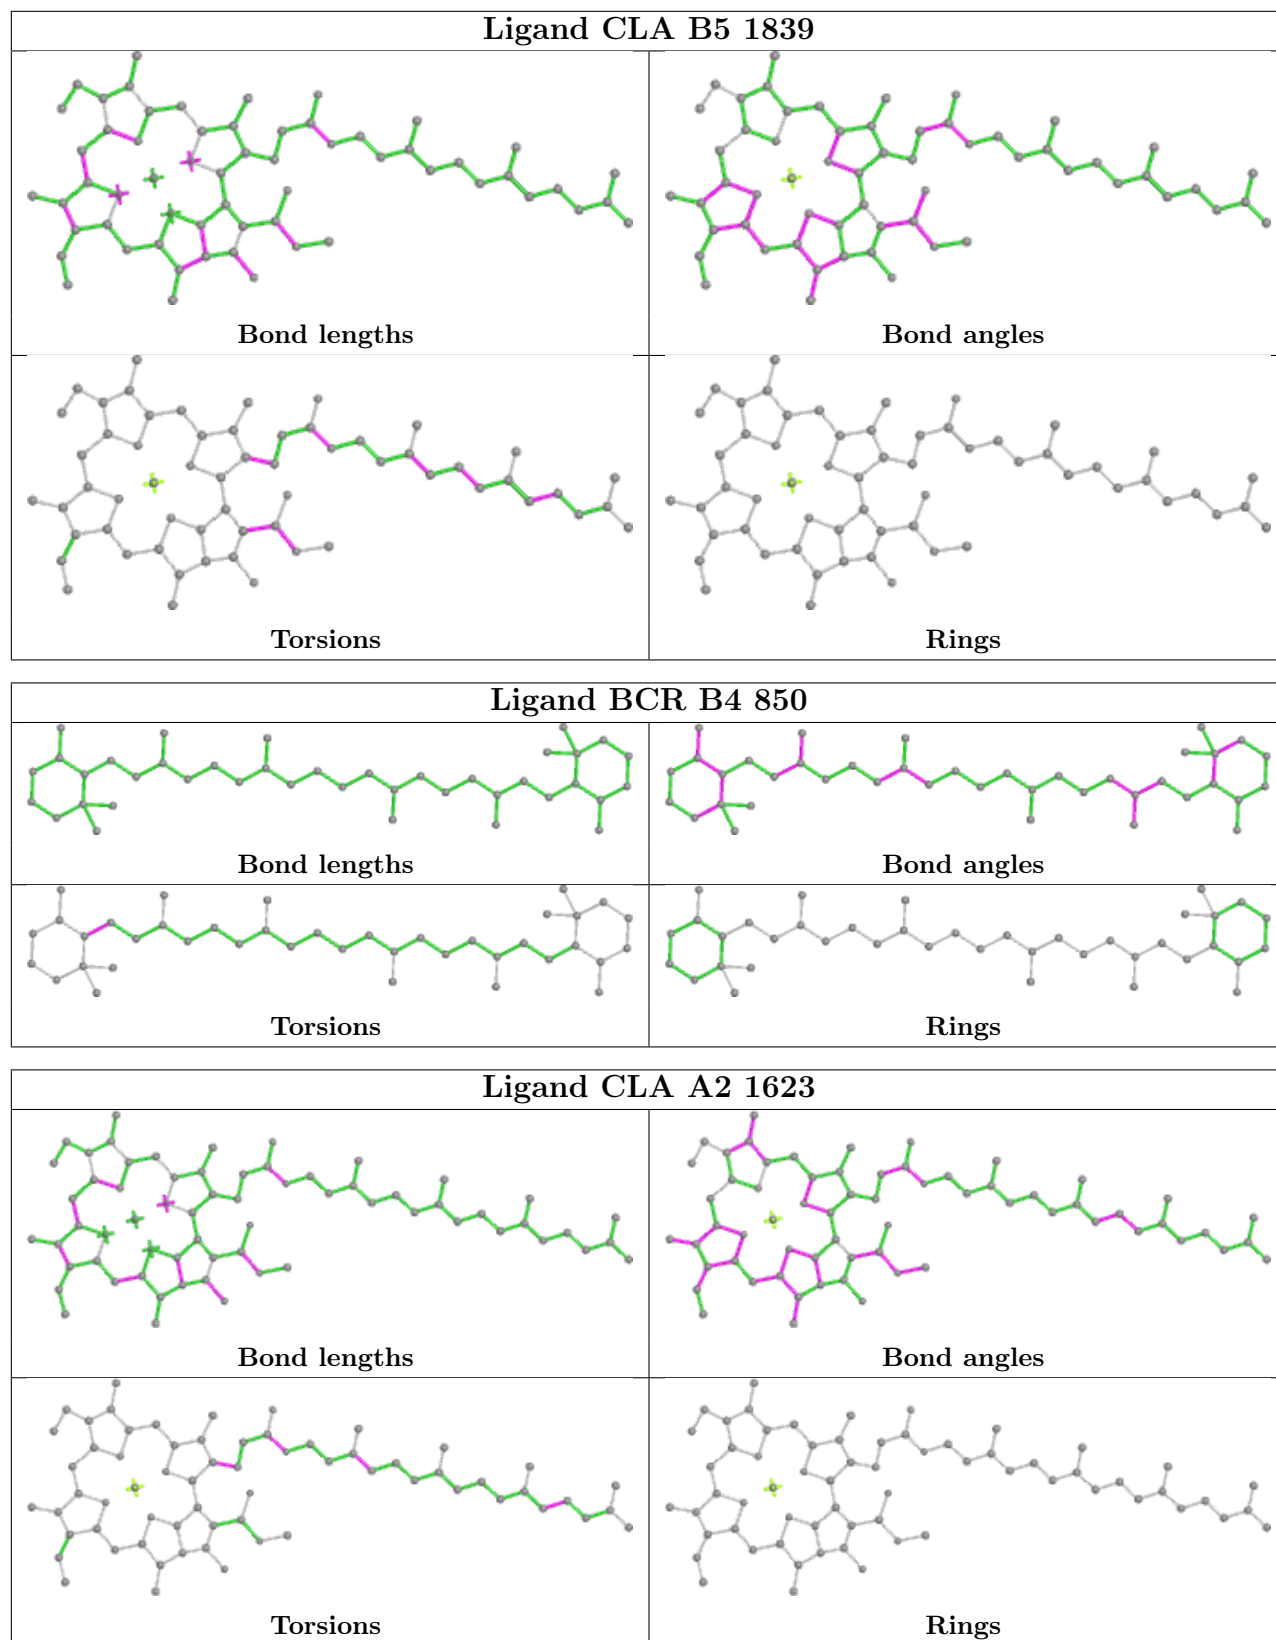 Ligand CLA B5 1839
Bond lengths
Bond angles
Torsions
Rings
Ligand BCR B4 850
Bond lengths
Bond angles
Torsions
Rings
Ligand CLA A2 1623
Bond lengths
Bond angles
Torsions
Rings